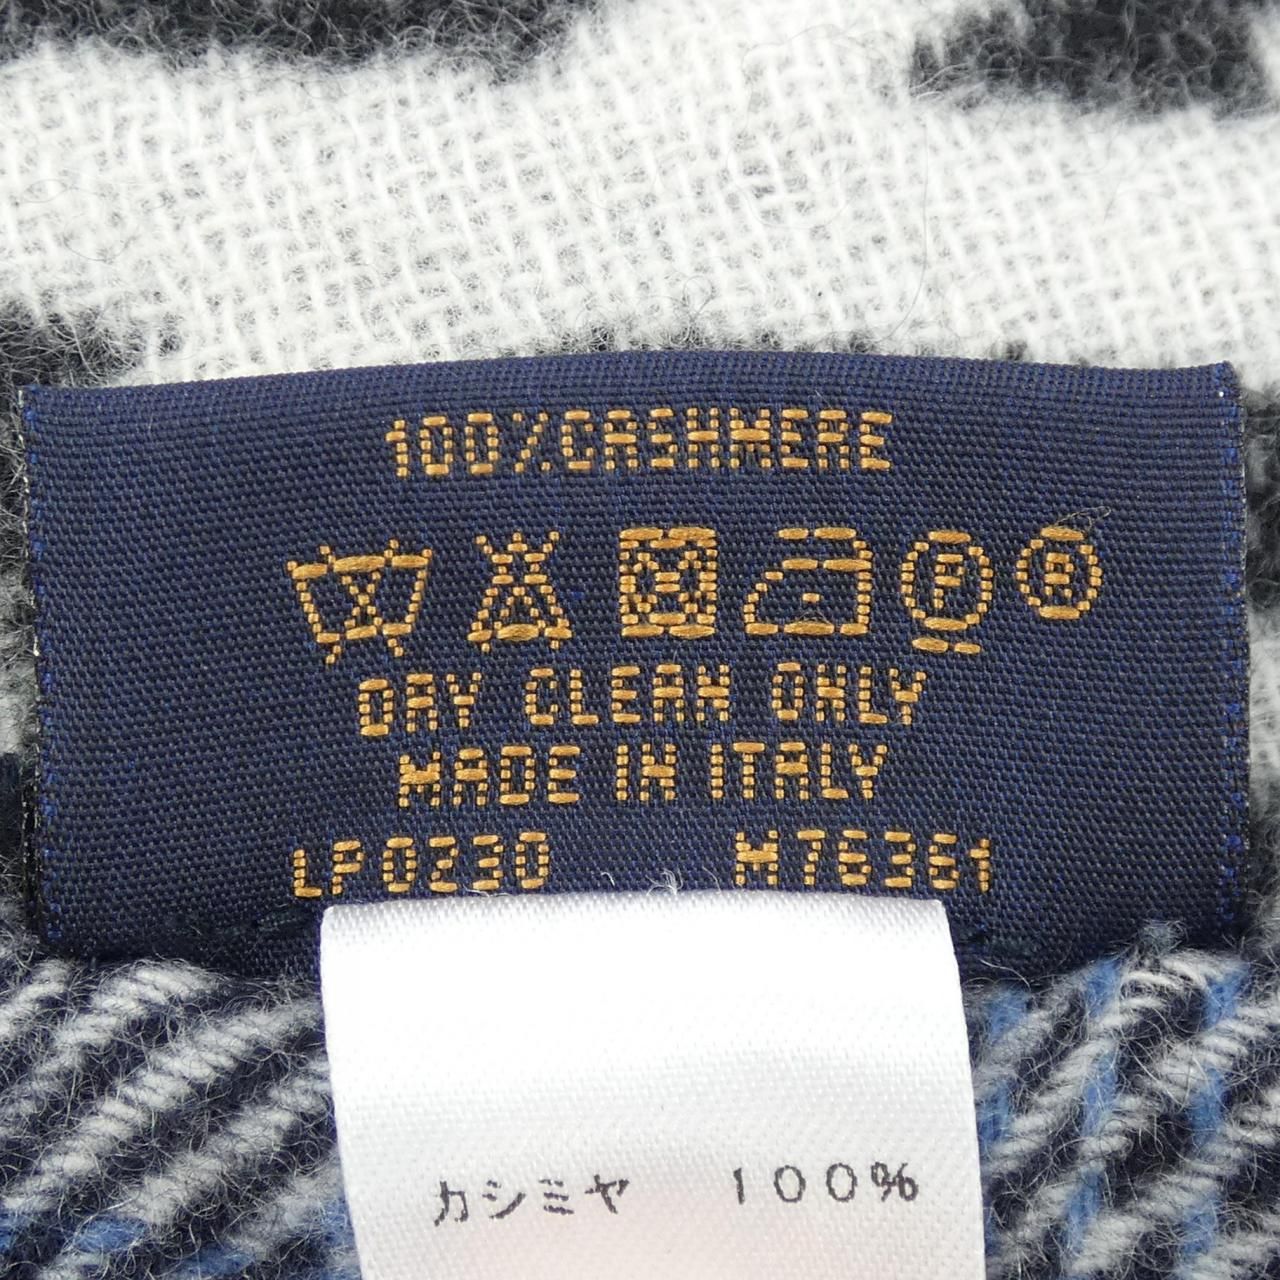 100%CASHMERE
F R
DRY CLEAN ONLY
MADE IN ITALY
LP0230 M76361
カシミヤ 100%